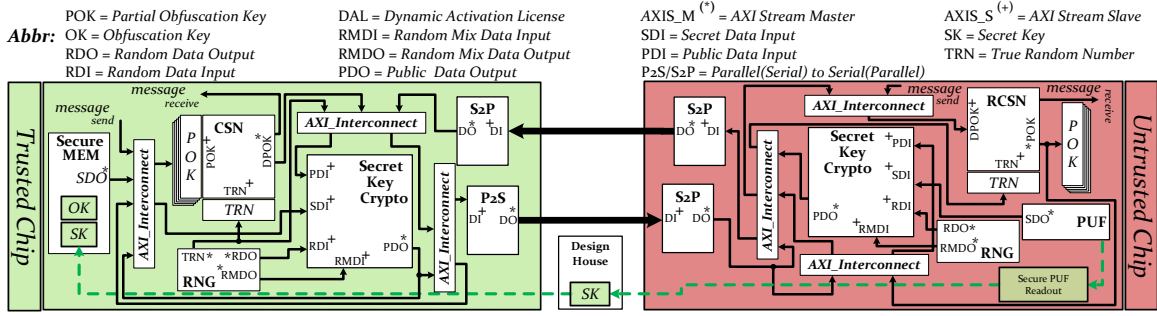 POK = Partial Obfuscation Key
DAL = Dynamic Activation License
AXIS_M (*) = AXI Stream Master
AXIS_S (+) = AXI Stream Slave
Abbr:
OK = Obfuscation Key
RMDI = Random Mix Data Input
SDI = Secret Data Input
SK = Secret Key
RDO = Random Data Output
RMDO = Random Mix Data Output
PDI = Public Data Input
TRN = True Random Number
RDI = Random Data Input
PDO = Public Data Output
P2S/S2P = Parallel(Serial) to Serial(Parallel)
Trusted Chip
message send
message receive
Secure
MEM
SDO*
OK
SK
AXI_Interconnect
POK
CSN
POK+
DPOK*
TRN+
TRN
TRN*
*RDO
*RMDO
RNG
AXI_Interconnect
Secret
Key
Crypto
PDI+
SDI+
RDI+
RMDI+
PDO*
AXI_Interconnect
S2P
DO* +DI
P2S
DI+ DO*
Design
House
SK
S2P
DO* +DI
S2P
DI+ DO*
AXI_Interconnect
AXI_Interconnect
Secret
Key
Crypto
+PDI
+SDI
+RDI
PDO*
+RMDI
AXI_Interconnect
message send
RCSN
DPOK+
*POK
TRN+
TRN
message receive
POK
RDO*
RMDO*
RNG
SDO*
PUF
Secure PUF
Readout
Untrusted Chip